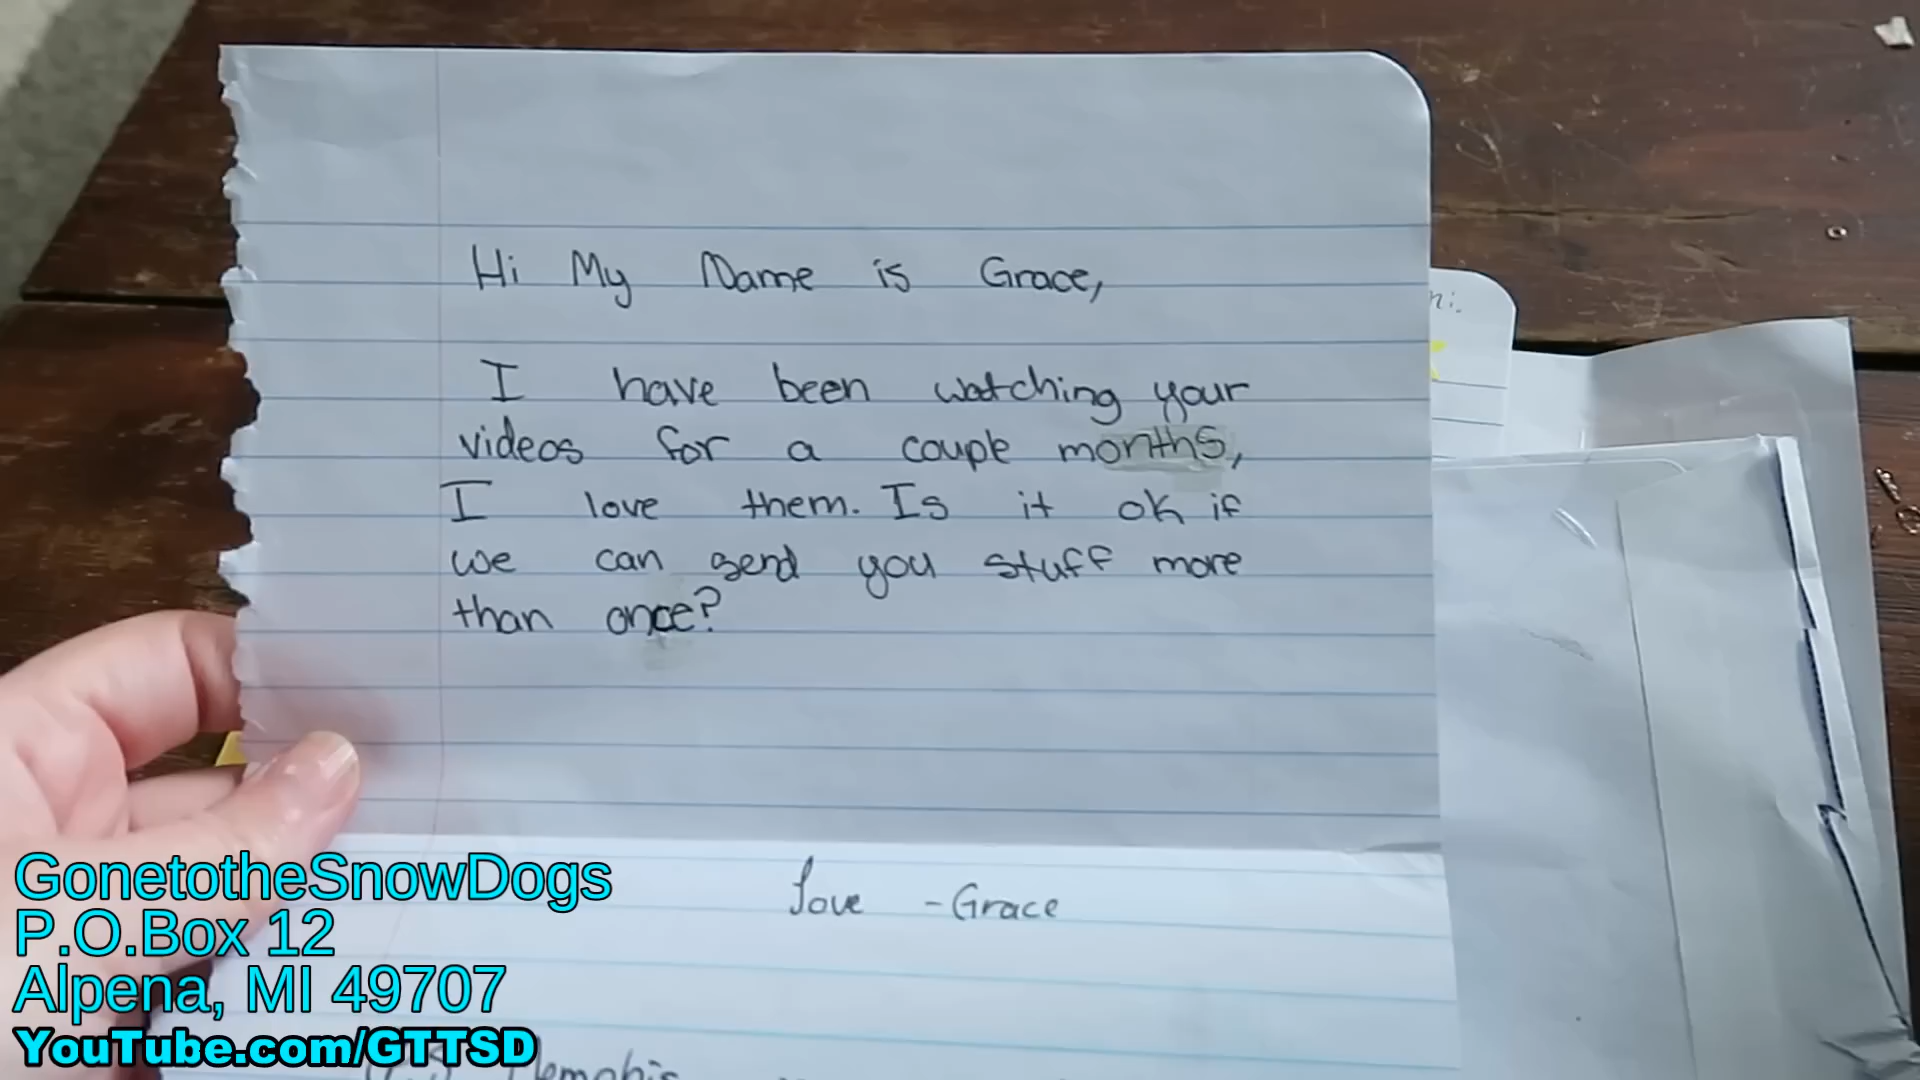 Hi My Name is Grace,
I have been watching your
videos for a couple months,
I love them. Is it ok if
we can send you stuff more
than once?
love -Grace
Memphis
GonetotheSnowDogs
P.O.Box 12
Alpena, MI 49707
YouTube.com/GTTSD